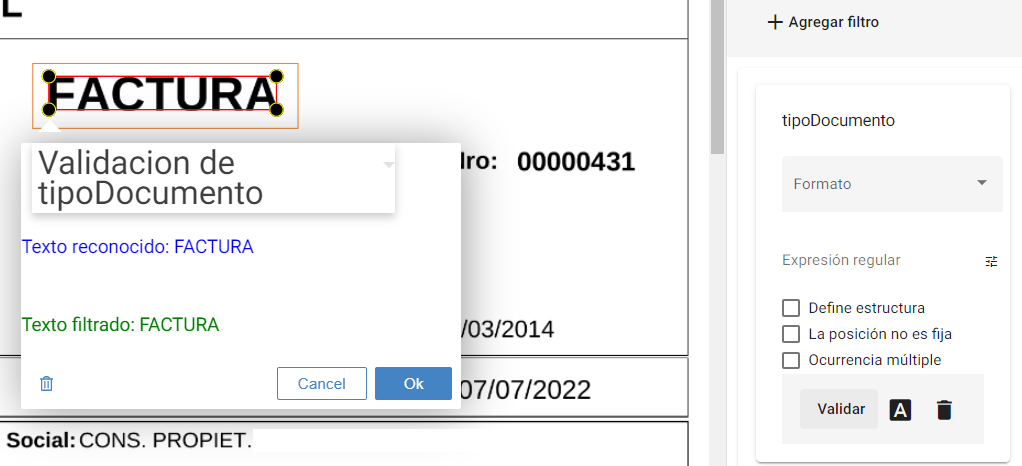 L
FACTURA
Validacion de
tipoDocumento
Nro: 00000431
Texto reconocido: FACTURA
Texto filtrado: FACTURA
/03/2014
Cancel
Ok
07/07/2022
Social: CONS. PROPIET.
Agregar filtro
tipoDocumento
Formato
Expresión regular
Define estructura
La posición no es fija
Ocurrencia múltiple
Validar
A